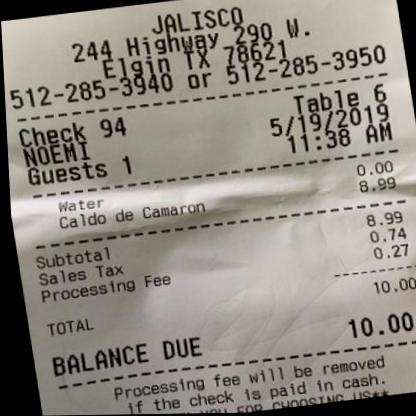 JALISCO
244 Highway 290 W.
Elgin TX 78621
512-285-3940 or 512-285-3950
Check 94 Table 6
NOEMI 5/19/2019
Guests 1 11:38 AM
Water 0.00
Caldo de Camaron 8.99
Subtotal 8.99
Sales Tax 0.74
Processing Fee 0.27
TOTAL 10.00
BALANCE DUE 10.00
Processing fee will be removed
if the check is paid in cash.
YOU FOR CHOOSING US**